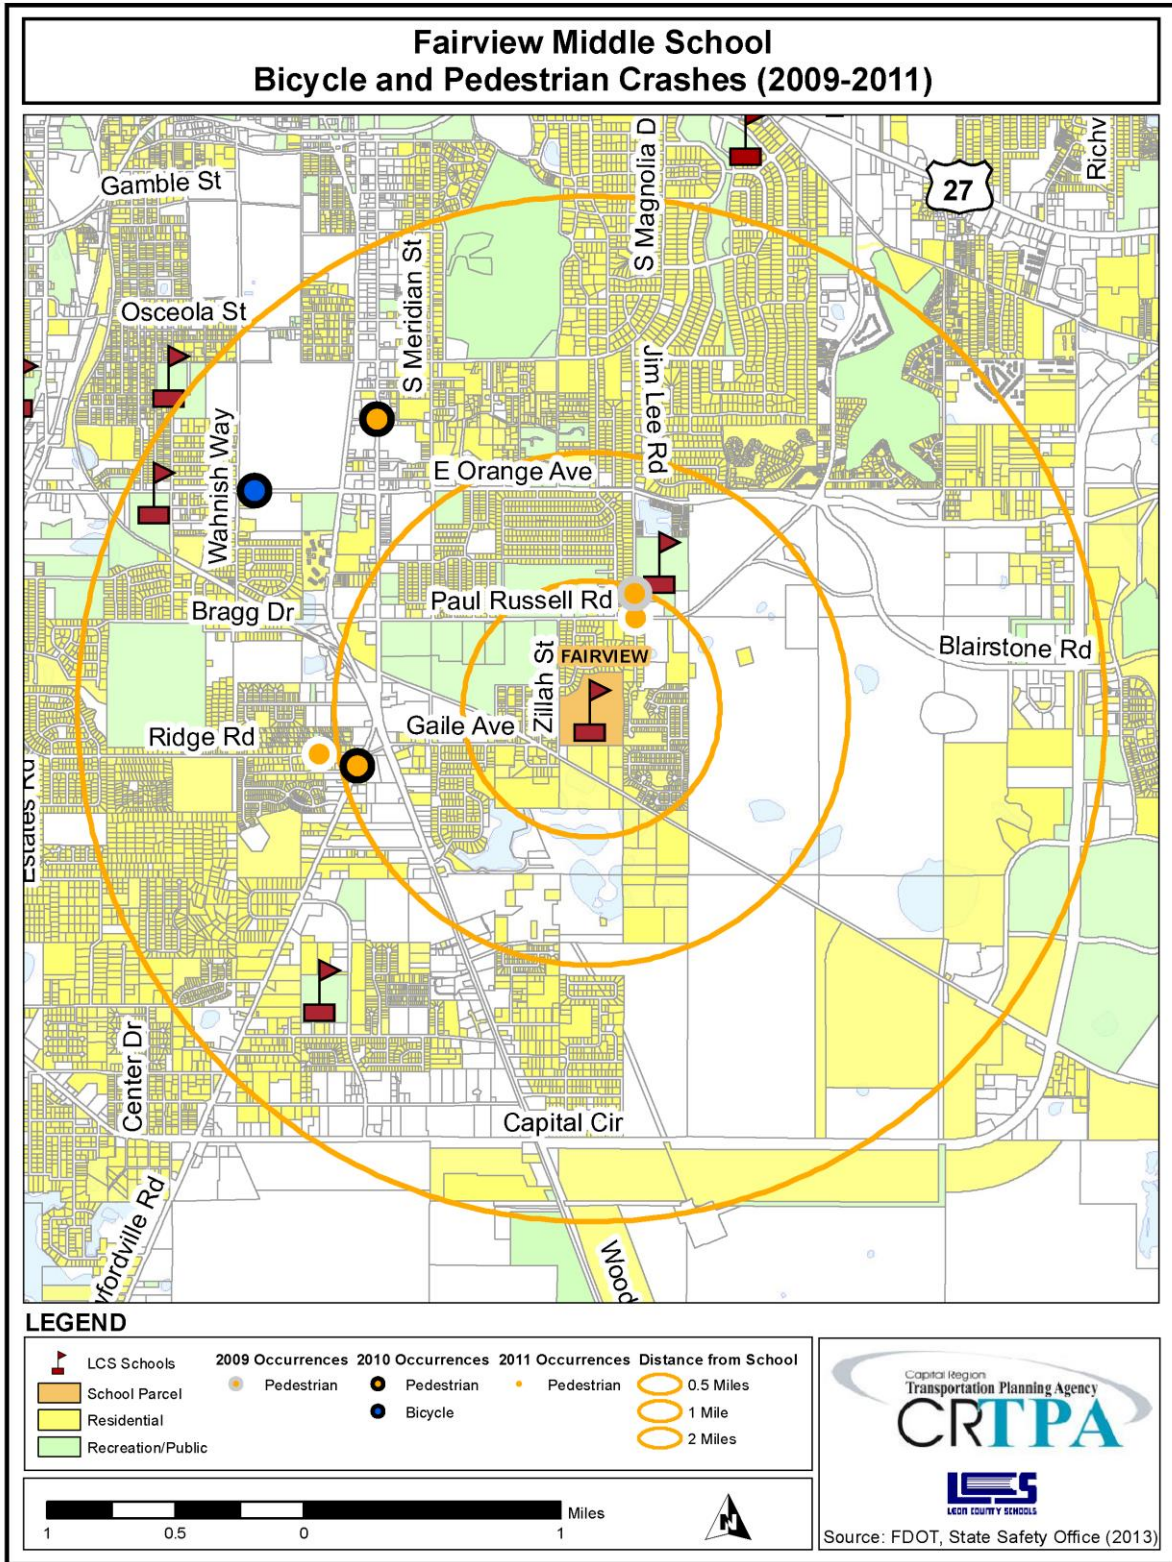 Fairview Middle School
Bicycle and Pedestrian Crashes (2009-2011)
Gamble St
S Magnolia D
Richv
27
Osceola St
S Meridian St
Jim Lee Rd
Wahnish Way
E Orange Ave
Bragg Dr
Paul Russell Rd
Zillah St
FAIRVIEW
Blairstone Rd
Ridge Rd
Gaile Ave
Estates Rd
Center Dr
Capital Cir
wfordville Rd
Wood
LEGEND
LCS Schools
School Parcel
Residential
Recreation/Public
2009 Occurrences
Pedestrian
2010 Occurrences
Pedestrian
Bicycle
2011 Occurrences
Pedestrian
Distance from School
0.5 Miles
1 Mile
2 Miles
Miles
1 0.5 0 1
N
Capital Region
Transportation Planning Agency
CRTPA
LCS
LEON COUNTY SCHOOLS
Source: FDOT, State Safety Office (2013)